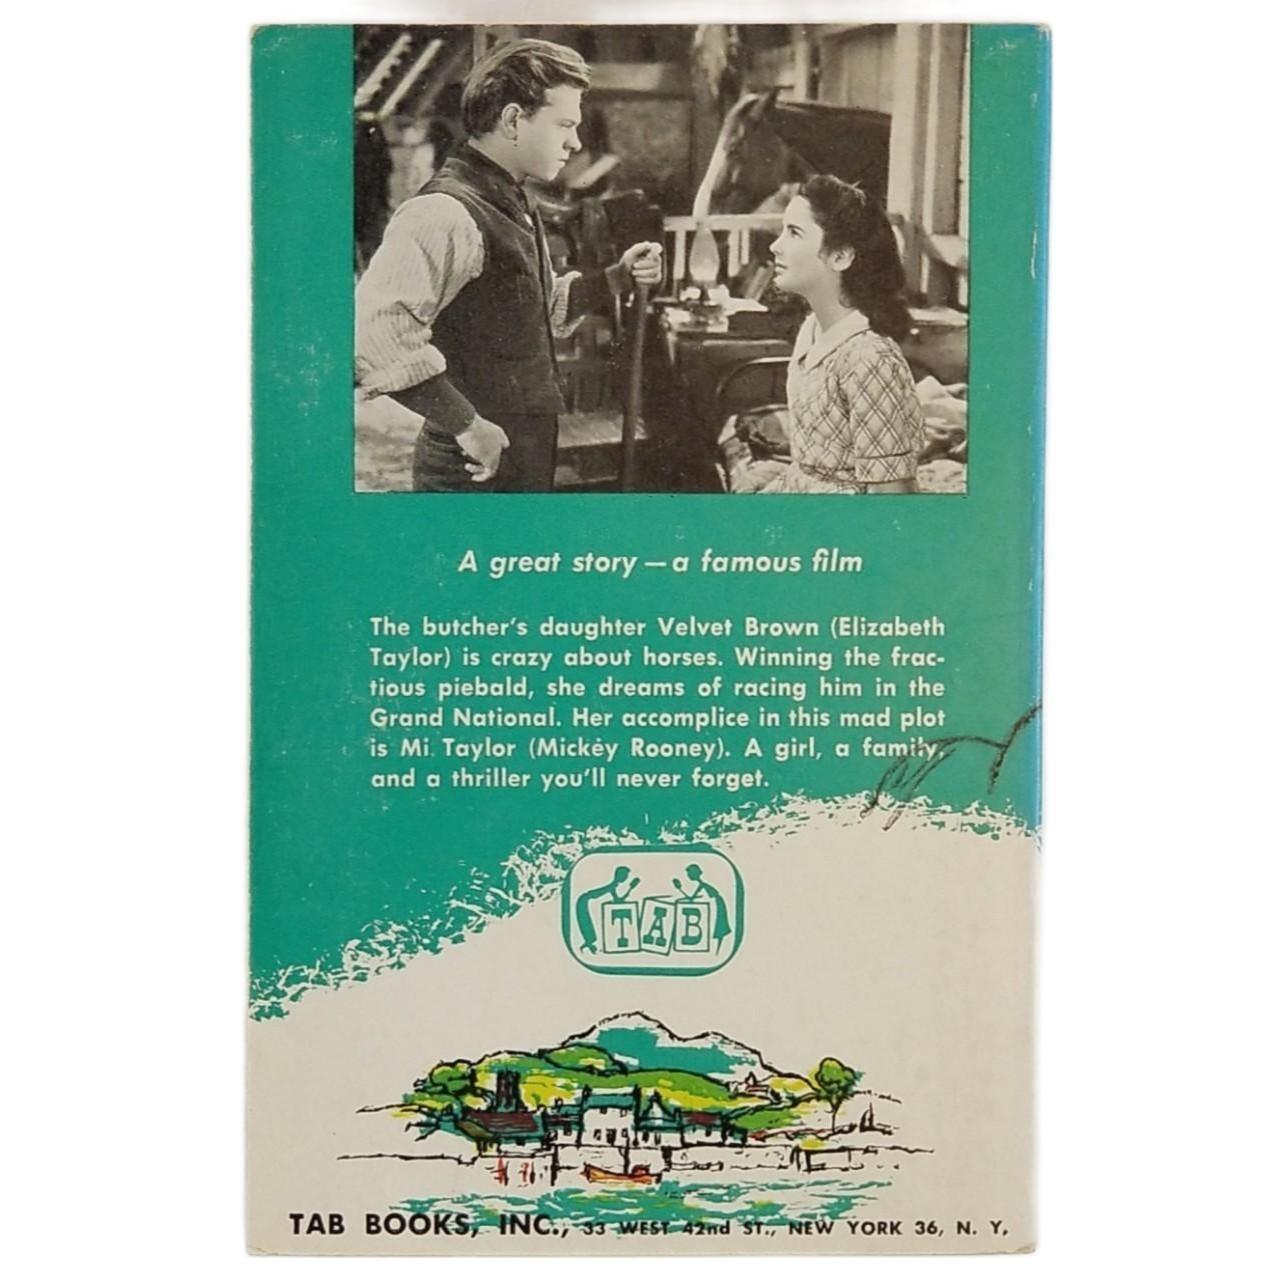 A great story — a famous film
The butcher's daughter Velvet Brown (Elizabeth
Taylor) is crazy about horses. Winning the frac-
tious piebald, she dreams of racing him in the
Grand National. Her accomplice in this mad plot
is Mi Taylor (Mickey Rooney). A girl, a family,
and a thriller you'll never forget.
TAB
TAB BOOKS, INC., 33 WEST 42nd ST., NEW YORK 36, N. Y.